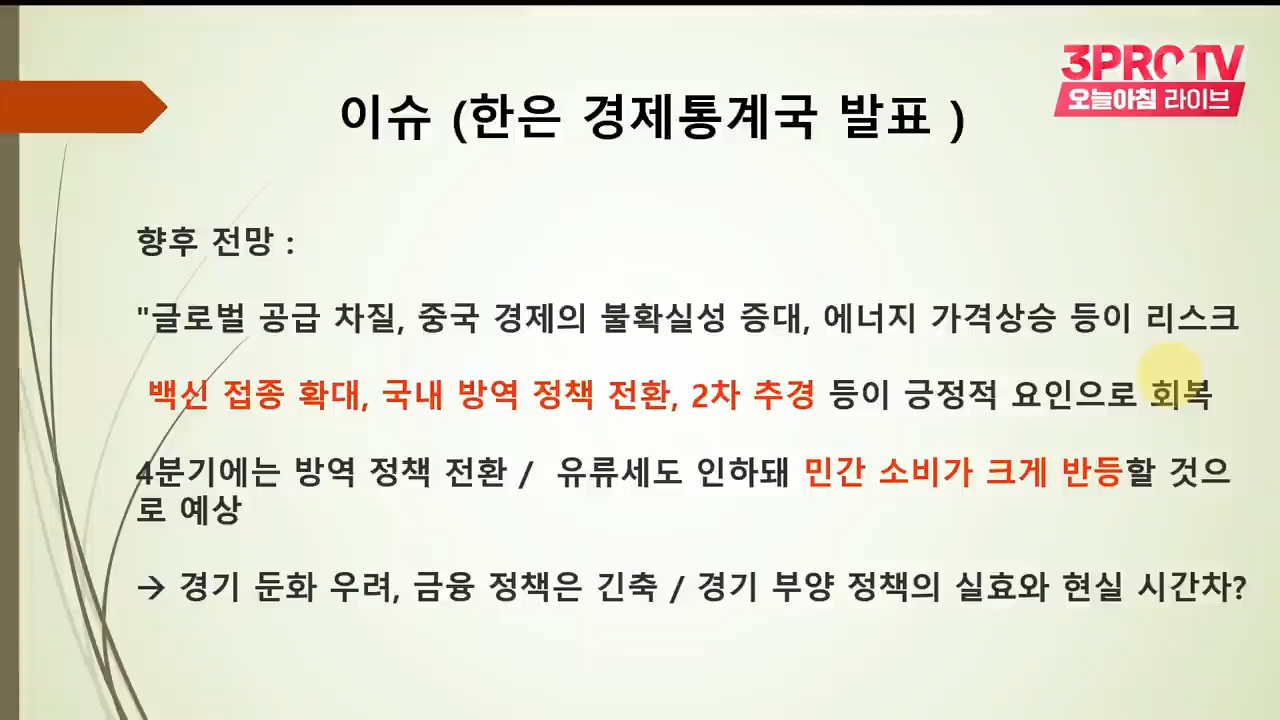 3PRO TV
오늘아침 라이브
이슈 (한은 경제통계국 발표 )
향후 전망 :
"글로벌 공급 차질, 중국 경제의 불확실성 증대, 에너지 가격상승 등이 리스크
백신 접종 확대, 국내 방역 정책 전환, 2차 추경 등이 긍정적 요인으로 회복
4분기에는 방역 정책 전환 / 유류세도 인하돼 민간 소비가 크게 반등할 것으
로 예상
→ 경기 둔화 우려, 금융 정책은 긴축 / 경기 부양 정책의 실효와 현실 시간차?